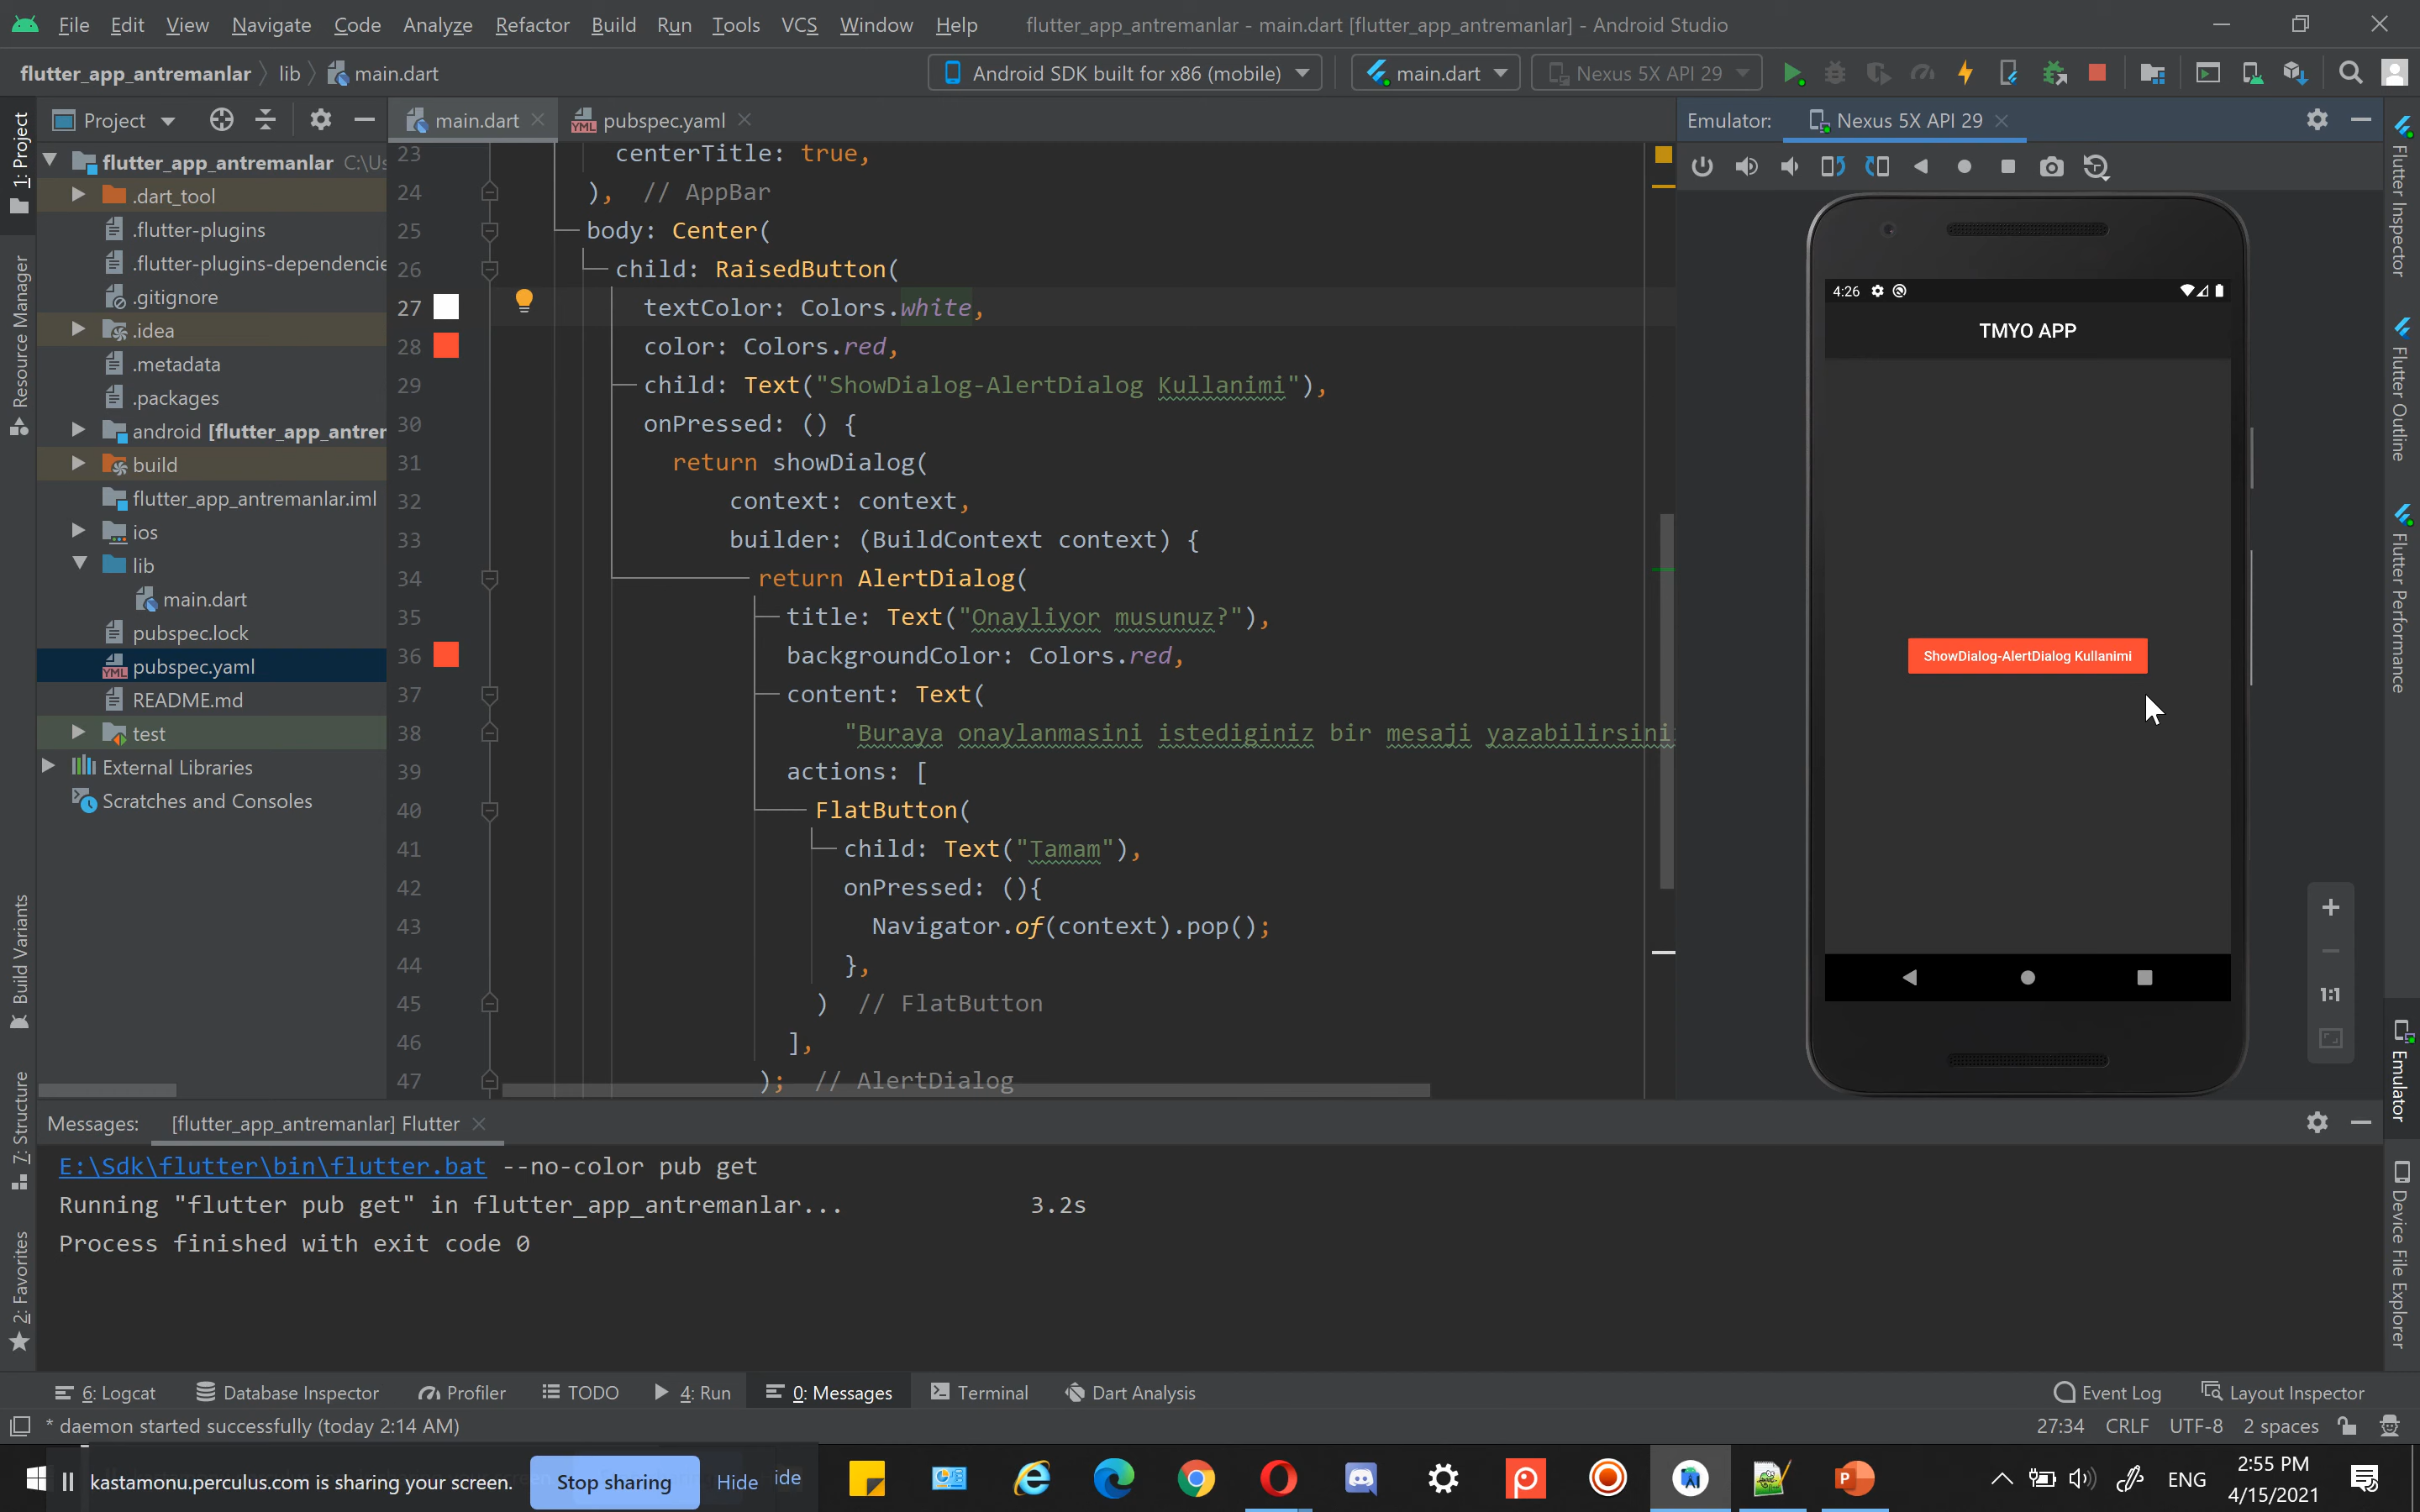 File Edit View Navigate Code Analyze Refactor Build Run Tools VCS Window Help flutter_app_antremanlar - main.dart [flutter_app_antremanlar] - Android Studio
flutter_app_antremanlar lib main.dart Android SDK built for x86 (mobile) main.dart Nexus 5X API 29
1: Project
Resource Manager
Build Variants
7: Structure
2: Favorites
Project
flutter_app_antremanlar C:\Us
.dart_tool
.flutter-plugins
.flutter-plugins-dependencie
.gitignore
.idea
.metadata
.packages
android [flutter_app_antrer
build
flutter_app_antremanlar.iml
ios
lib
main.dart
pubspec.lock
pubspec.yaml
README.md
test
External Libraries
Scratches and Consoles
main.dart pubspec.yaml
23 centerTitle: true,
24 ), // AppBar
25 body: Center(
26 child: RaisedButton(
27 textColor: Colors.white,
28 color: Colors.red,
29 child: Text("ShowDialog-AlertDialog Kullanimi"),
30 onPressed: () {
31 return showDialog(
32 context: context,
33 builder: (BuildContext context) {
34 return AlertDialog(
35 title: Text("Onayliyor musunuz?"),
36 backgroundColor: Colors.red,
37 content: Text(
38 "Buraya onaylanmasini istediginiz bir mesaji yazabilirsini
39 actions: [
40 FlatButton(
41 child: Text("Tamam"),
42 onPressed: (){
43 Navigator.of(context).pop();
44 },
45 ) // FlatButton
46 ],
47 ); // AlertDialog
Emulator: Nexus 5X API 29
4:26
TMYO APP
ShowDialog-AlertDialog Kullanimi
1:1
Flutter Inspector
Flutter Outline
Flutter Performance
Emulator
Device File Explorer
Messages: [flutter_app_antremanlar] Flutter
E:\Sdk\flutter\bin\flutter.bat --no-color pub get
Running "flutter pub get" in flutter_app_antremanlar... 3.2s
Process finished with exit code 0
6: Logcat Database Inspector Profiler TODO 4: Run 0: Messages Terminal Dart Analysis Event Log Layout Inspector
* daemon started successfully (today 2:14 AM) 27:34 CRLF UTF-8 2 spaces
kastamonu.perculus.com is sharing your screen. Stop sharing Hide ide ENG 2:55 PM
4/15/2021